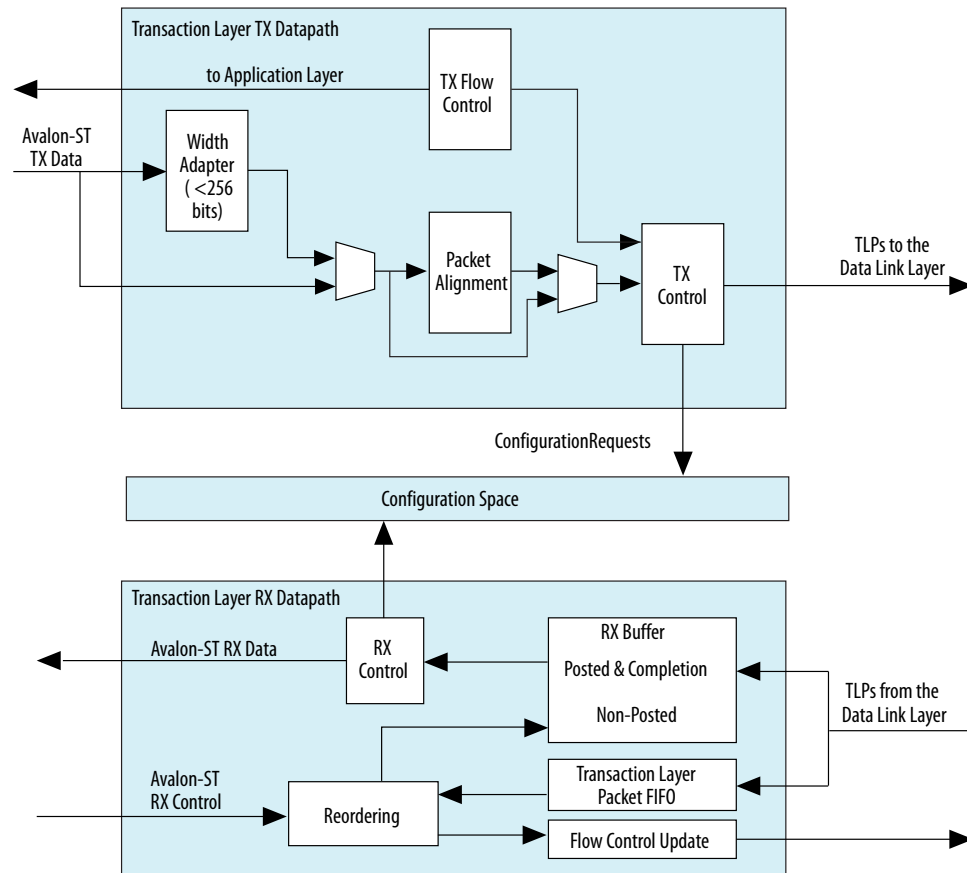 Transaction Layer TX Datapath
to Application Layer
TX Flow
Control
Avalon-ST
TX Data
Width
Adapter
( <256
bits)
Packet
Alignment
TX
Control
TLPs to the
Data Link Layer
ConfigurationRequests
Configuration Space
Transaction Layer RX Datapath
Avalon-ST RX Data
RX
Control
RX Buffer
Posted & Completion
Non-Posted
TLPs from the
Data Link Layer
Avalon-ST
RX Control
Reordering
Transaction Layer
Packet FIFO
Flow Control Update